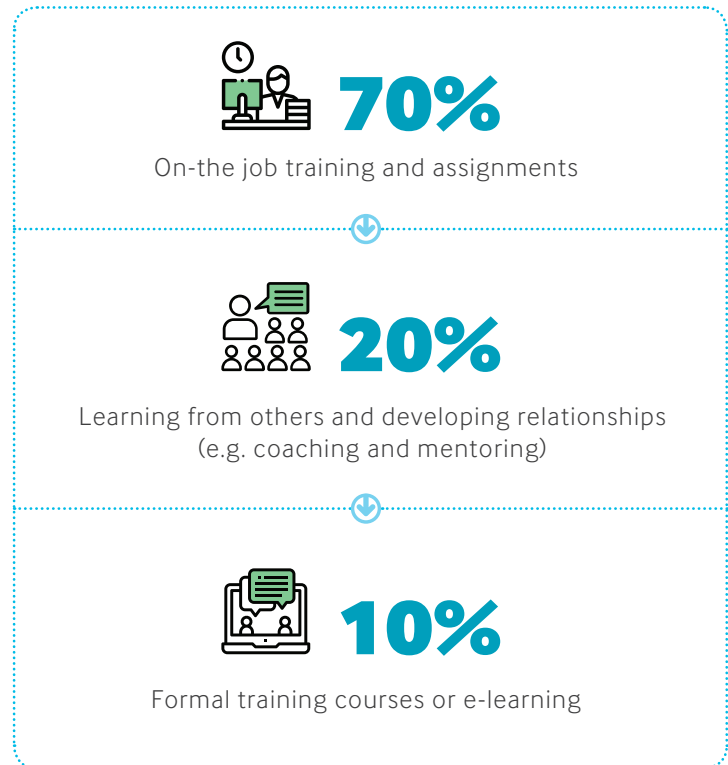 70%
On-the job training and assignments
20%
Learning from others and developing relationships
(e.g. coaching and mentoring)
10%
Formal training courses or e-learning